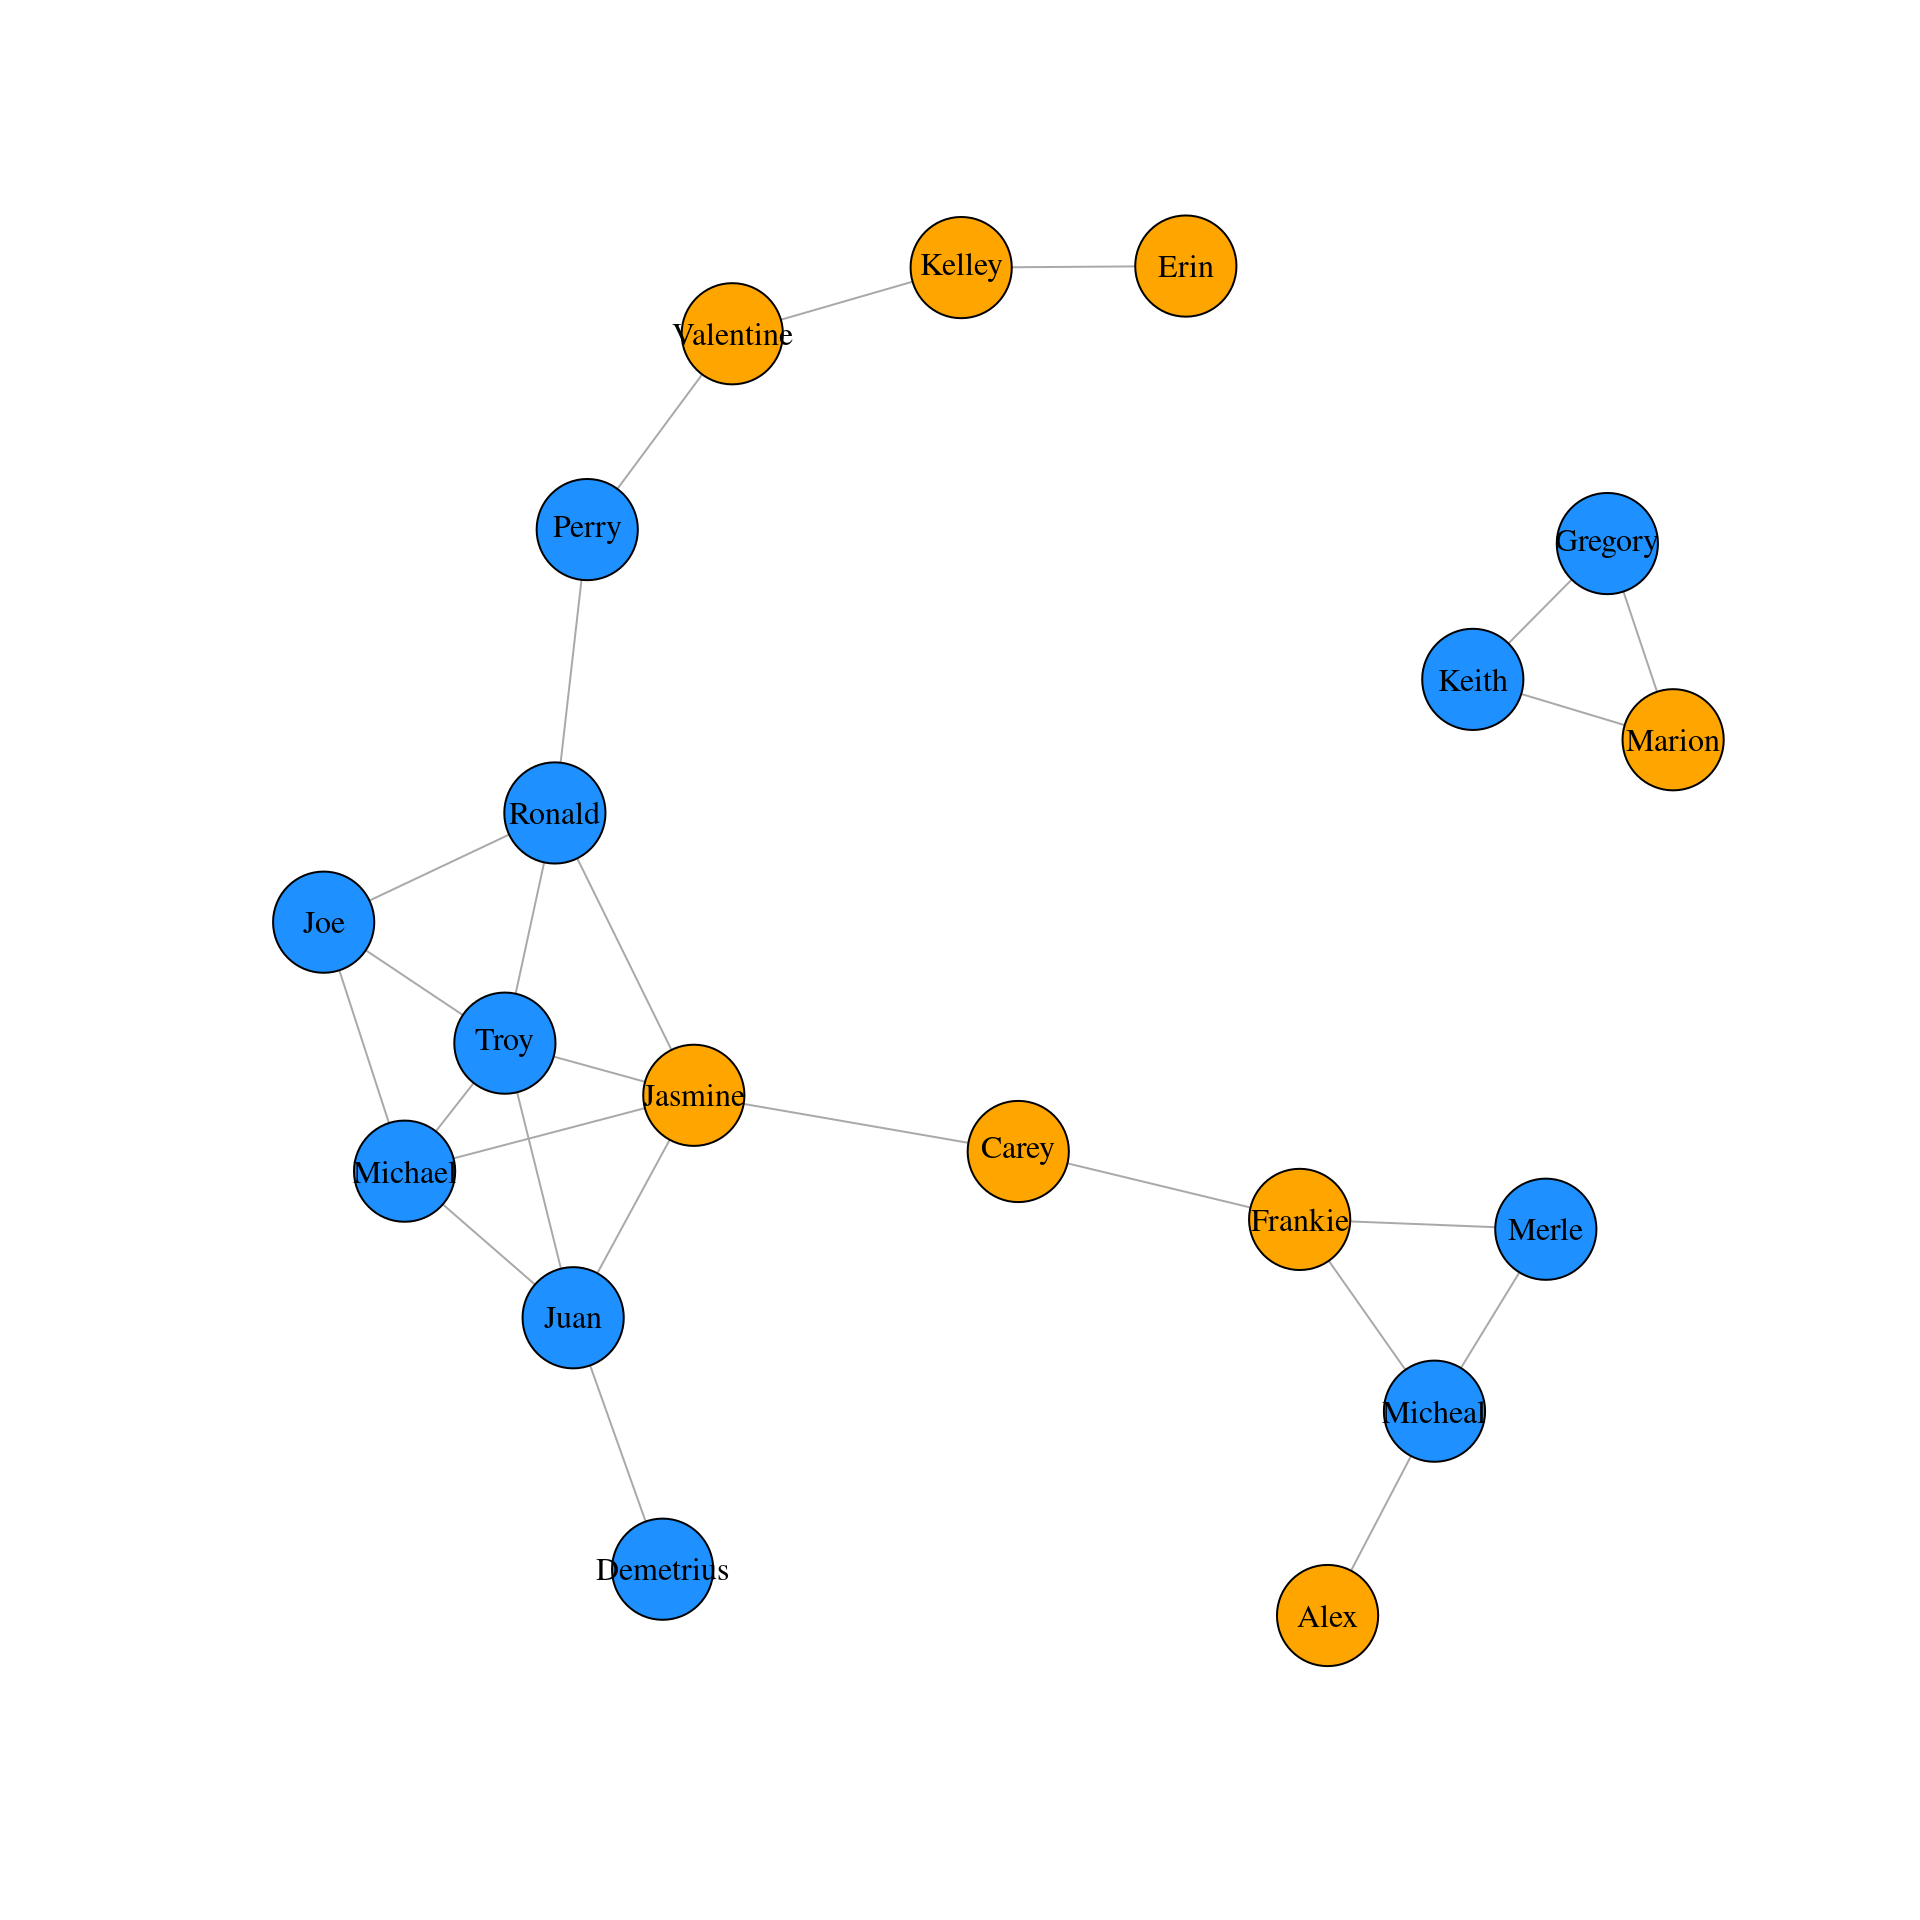 Kelley
Erin
Valentine
Perry
Gregory
Keith
Marion
Ronald
Joe
Troy
Jasmine
Carey
Michael
Frankie
Merle
Juan
Micheal
Demetrius
Alex